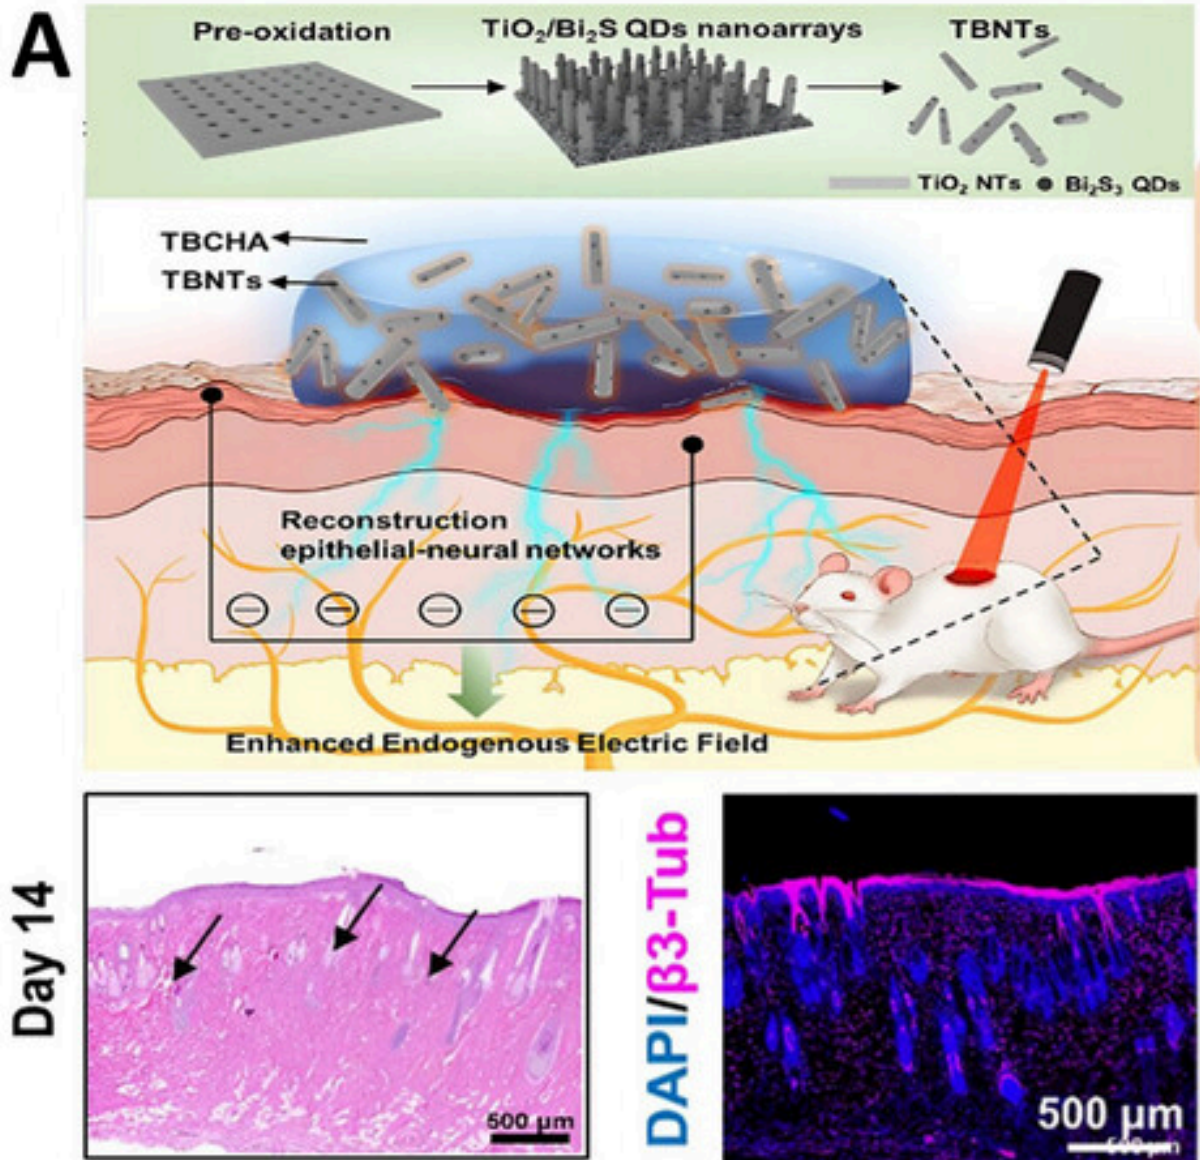 A
Pre-oxidation
TiO₂/Bi₂S QDs nanoarrays
TBNTs
TiO₂ NTs
Bi₂S₃ QDs
TBCHA
TBNTs
Reconstruction
epithelial-neural networks
Enhanced Endogenous Electric Field
Day 14
500 µm
DAPI/β3-Tub
500 µm